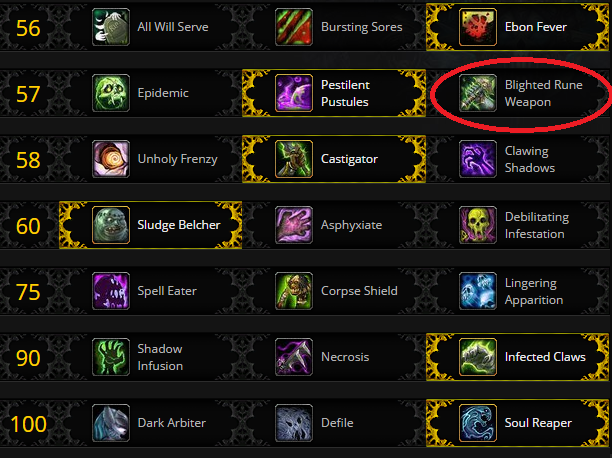 56 All Will Serve Bursting Sores Ebon Fever
57 Epidemic Pestilent Pustules Blighted Rune Weapon
58 Unholy Frenzy Castigator Clawing Shadows
60 Sludge Belcher Asphyxiate Debilitating Infestation
75 Spell Eater Corpse Shield Lingering Apparition
90 Shadow Infusion Necrosis Infected Claws
100 Dark Arbiter Defile Soul Reaper